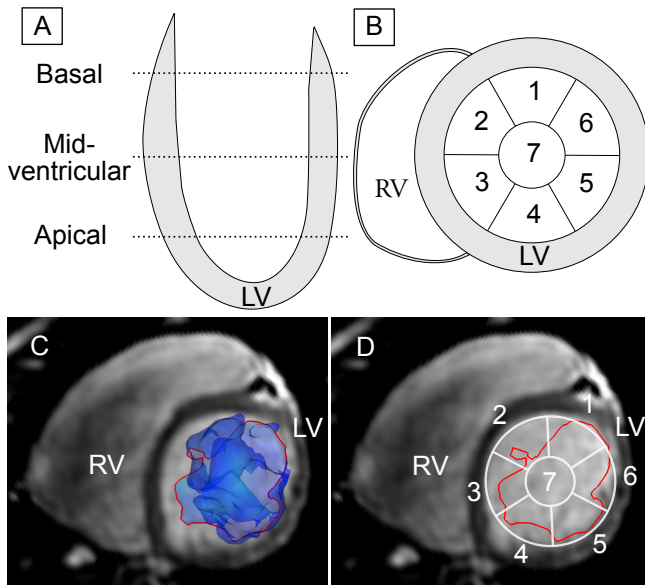 A
B
Basal
Mid-
ventricular
Apical
LV
RV
1
2
6
7
3
5
4
LV
C
RV
LV
D
RV
LV
1
2
3
6
7
4
5